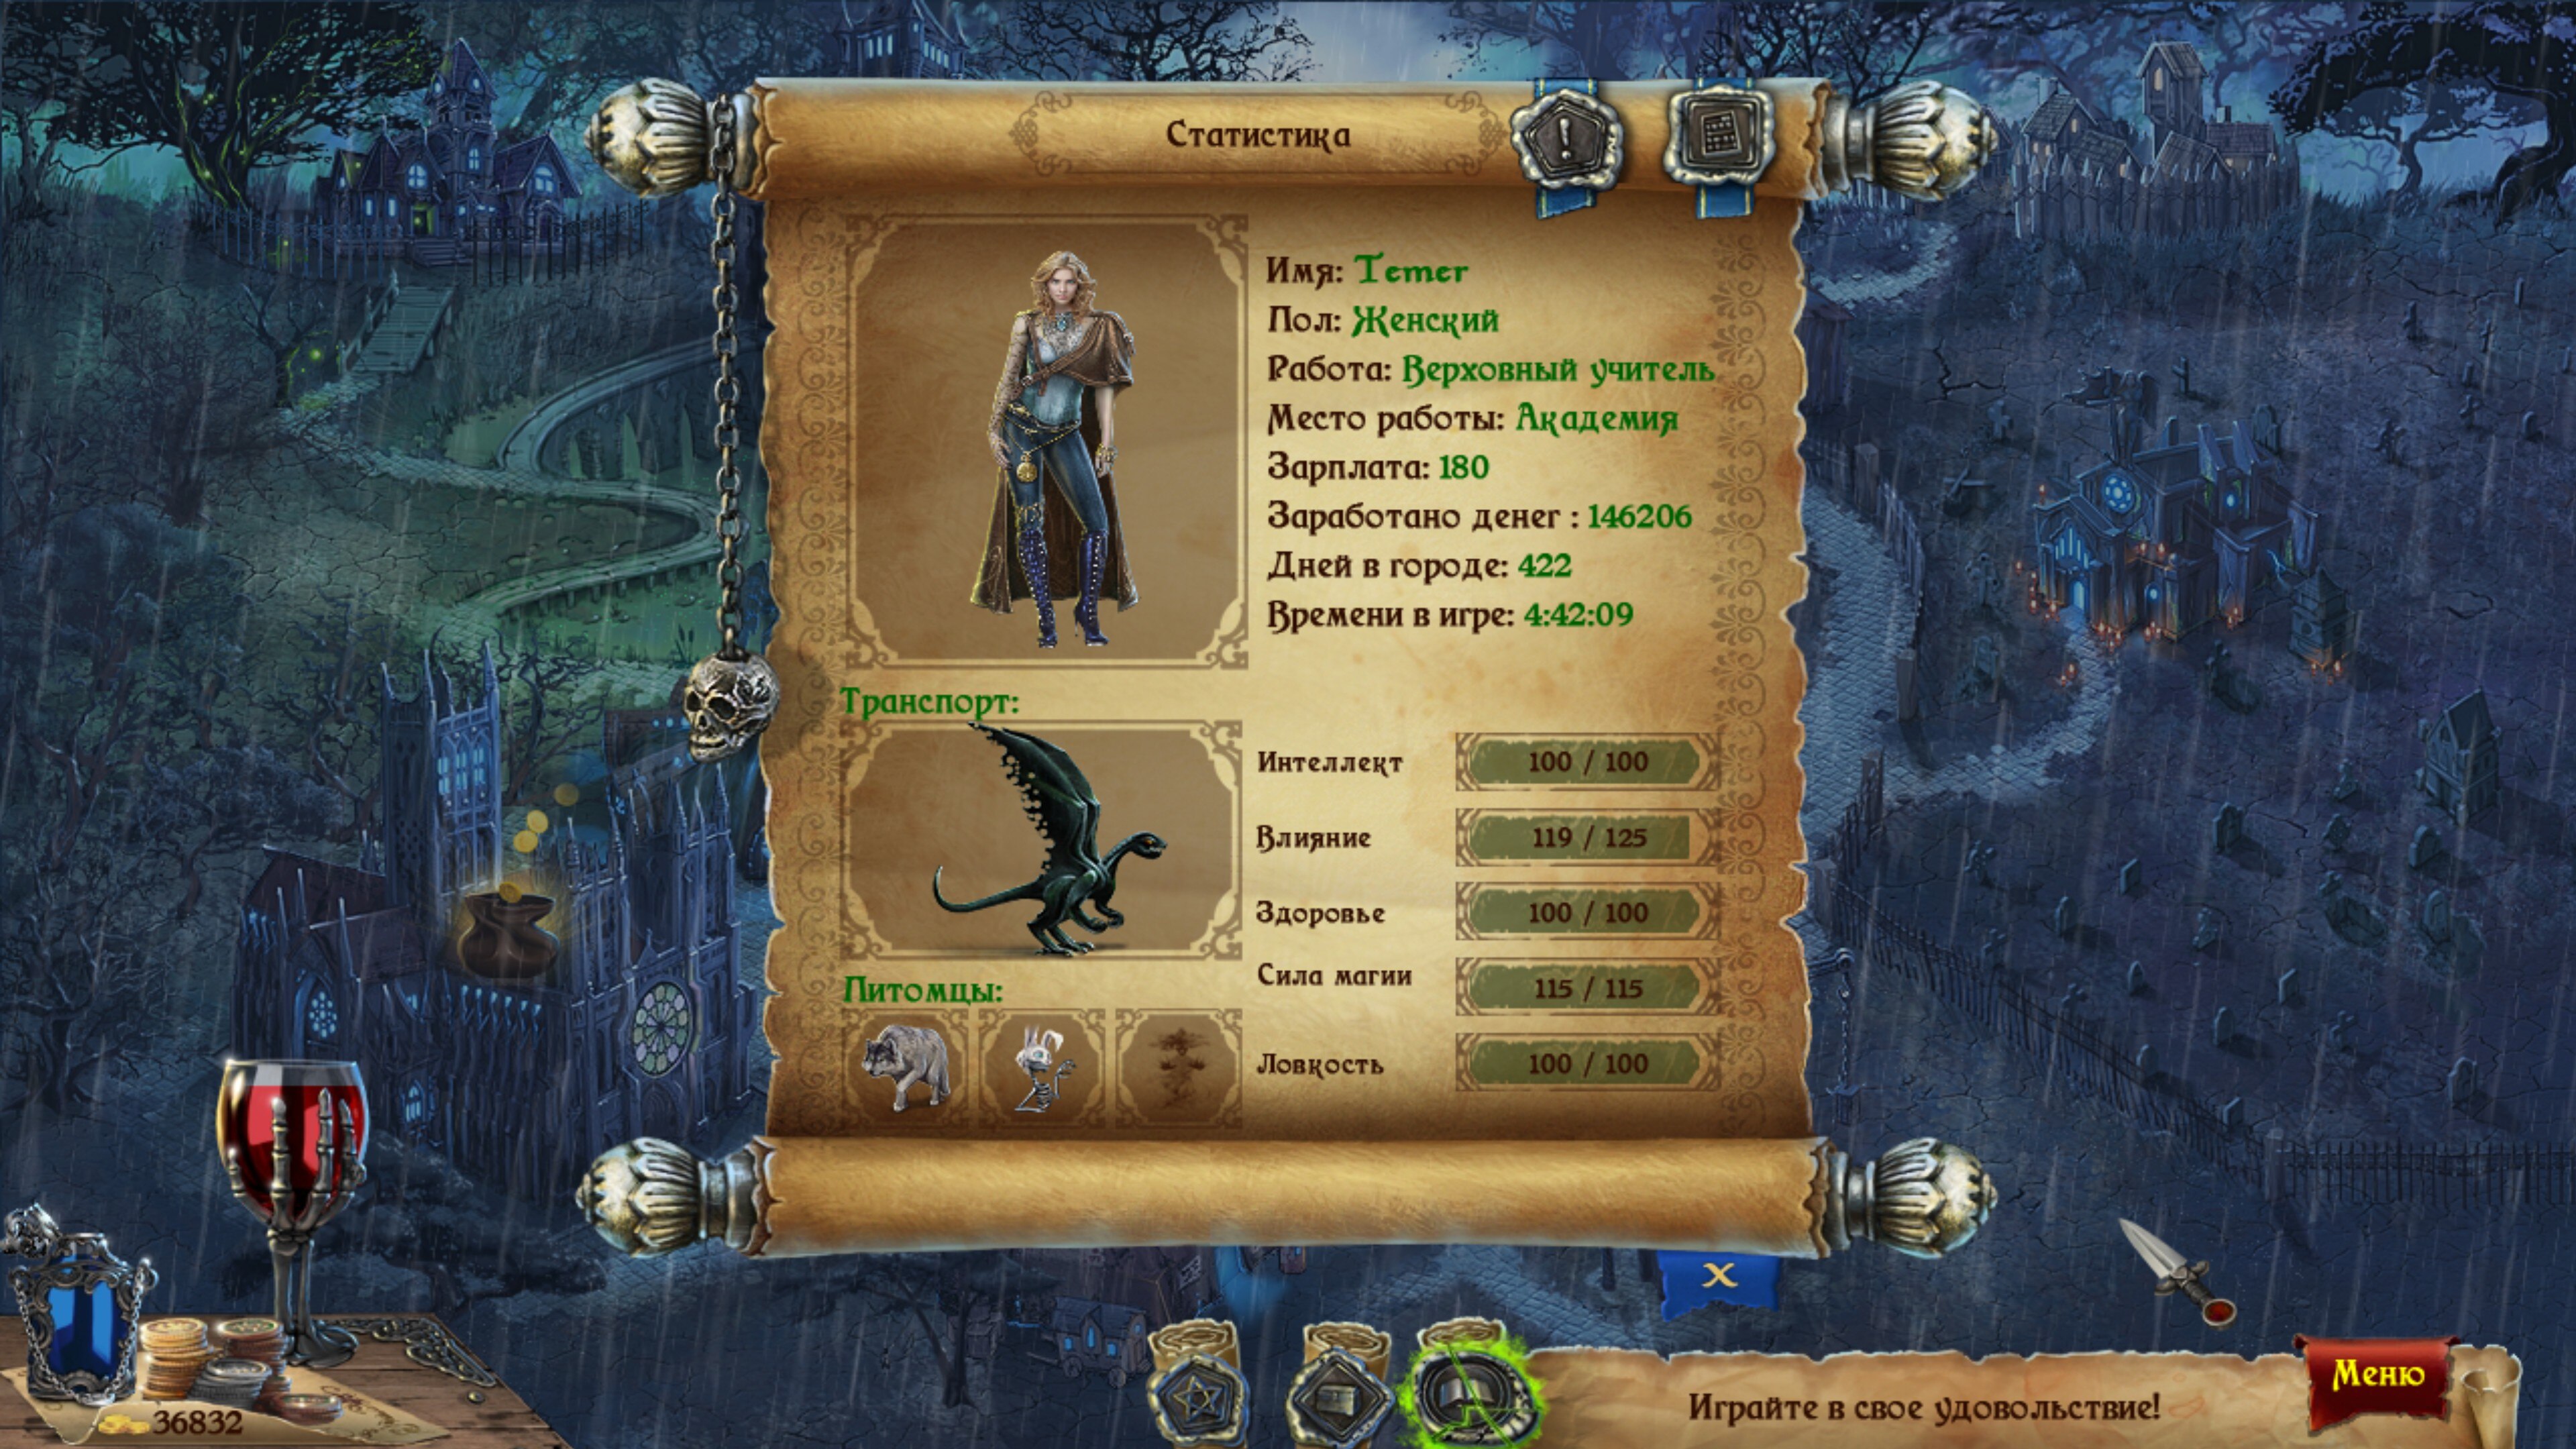 Статистика
Имя: Temer
Пол: Женский
Работа: Верховный учитель
Место работы: Академия
Зарплата: 180
Заработано денег : 146206
Дней в городе: 422
Времени в игре: 4:42:09
Транспорт:
Интеллект 100 / 100
Влияние 119 / 125
Здоровье 100 / 100
Сила магии 115 / 115
Ловкость 100 / 100
Питомцы:
X
36832
Играйте в свое удовольствие!
Меню